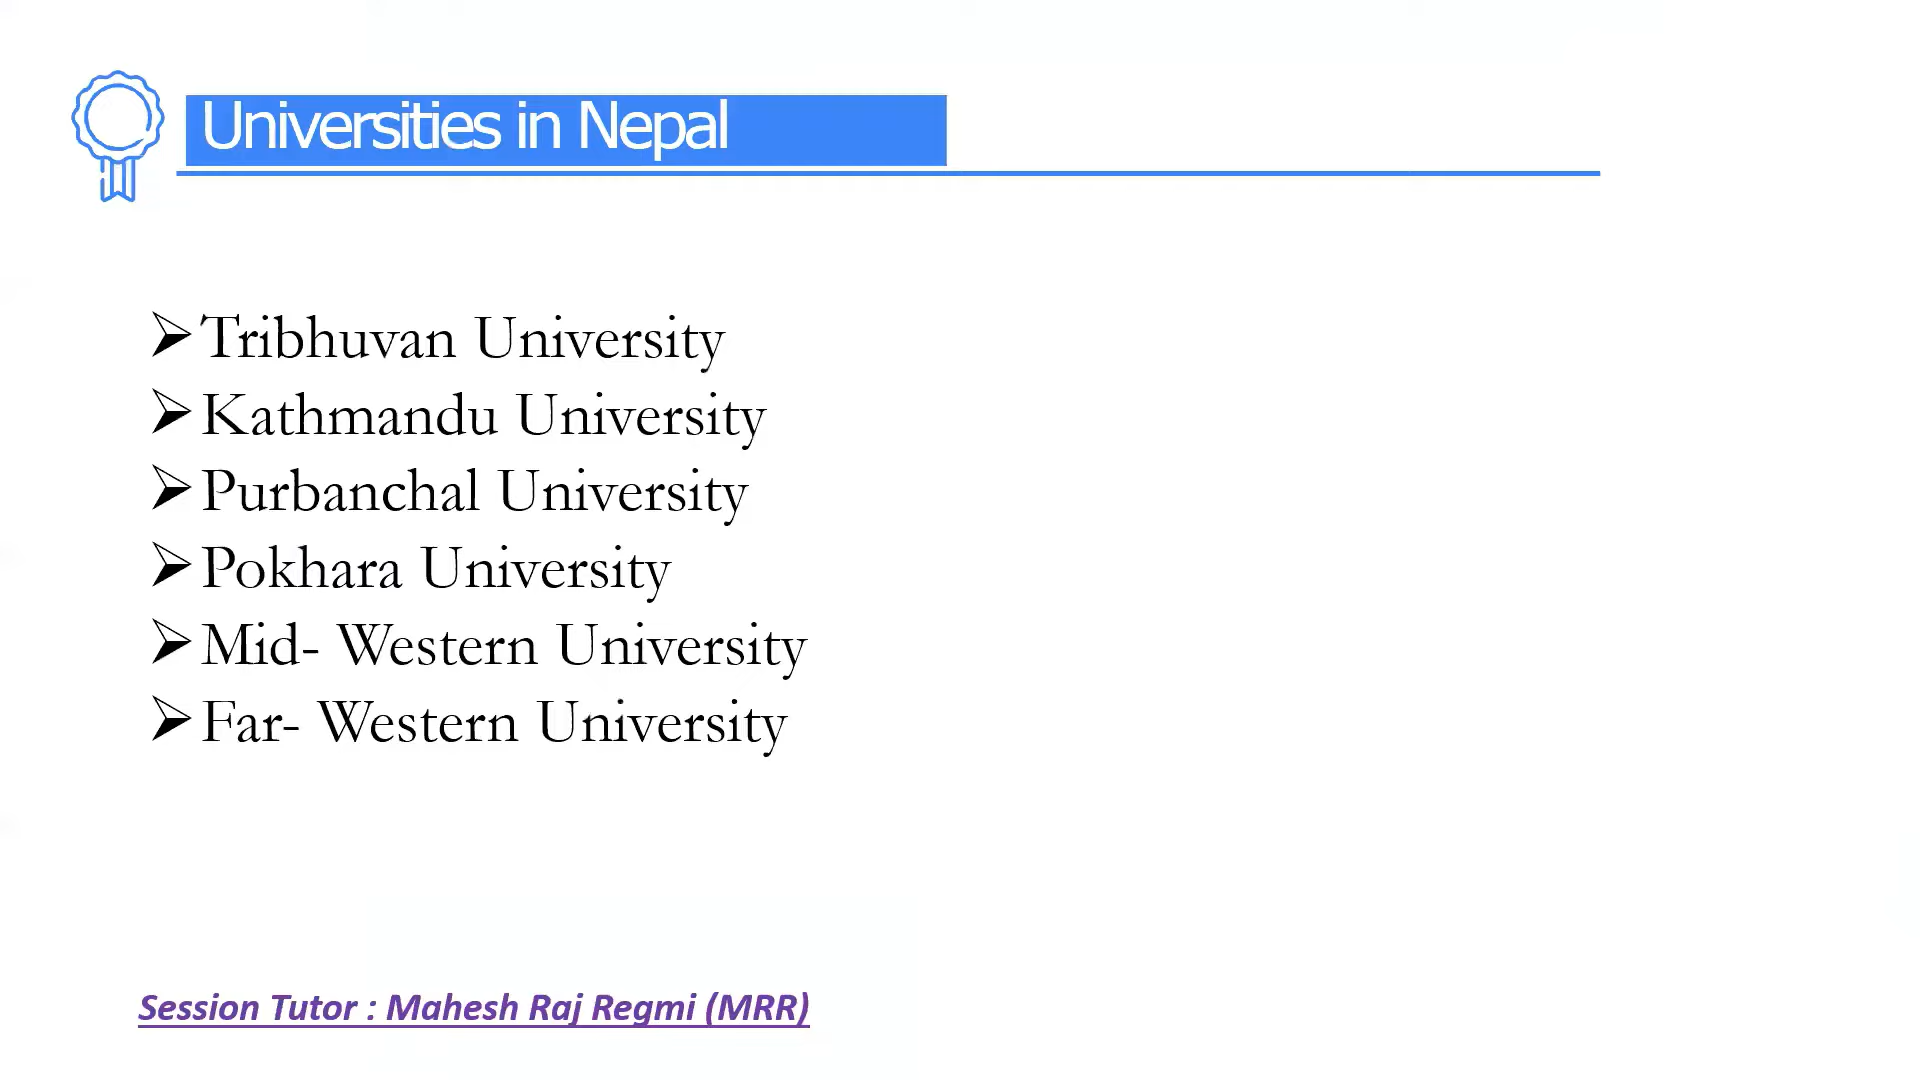 Universities in Nepal
➢Tribhuvan University
➢Kathmandu University
➢Purbanchal University
➢Pokhara University
➢Mid- Western University
➢Far- Western University
Session Tutor : Mahesh Raj Regmi (MRR)